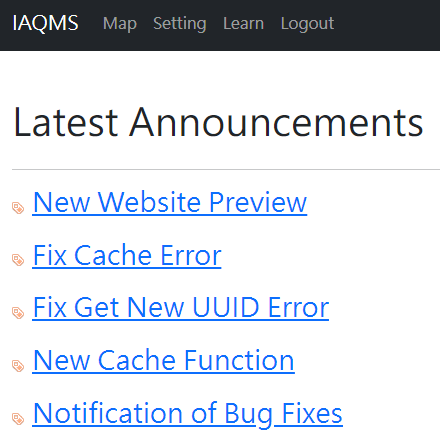 IAQMS Map Setting Learn Logout
Latest Announcements
New Website Preview
Fix Cache Error
Fix Get New UUID Error
New Cache Function
Notification of Bug Fixes